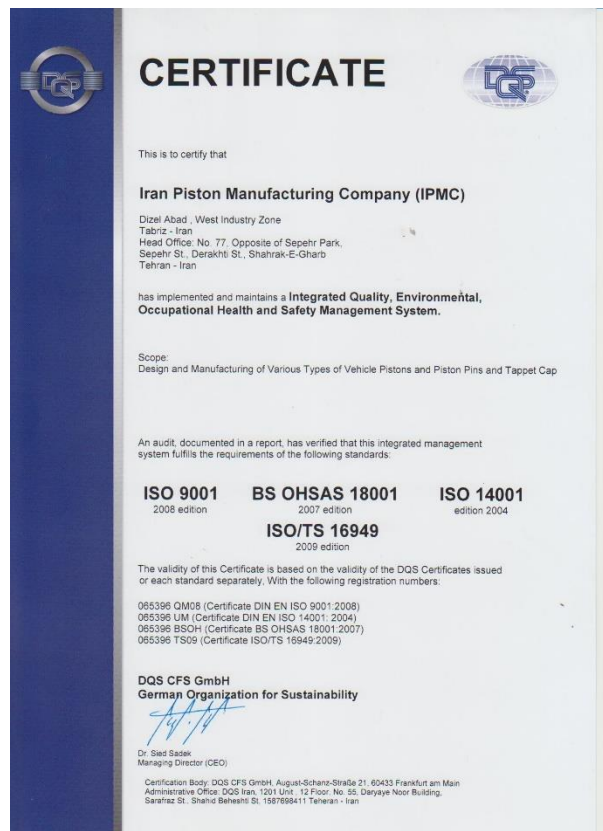 DQS
DQS
CERTIFICATE
This is to certify that
Iran Piston Manufacturing Company (IPMC)
Dizel Abad , West Industry Zone
Tabriz - Iran
Head Office: No. 77, Opposite of Sepehr Park,
Sepehr St., Derakhti St., Shahrak-E-Gharb
Tehran - Iran
has implemented and maintains a Integrated Quality, Environmental,
Occupational Health and Safety Management System.
Scope:
Design and Manufacturing of Various Types of Vehicle Pistons and Piston Pins and Tappet Cap
An audit, documented in a report, has verified that this integrated management
system fulfills the requirements of the following standards:
ISO 9001 BS OHSAS 18001 ISO 14001
2008 edition 2007 edition edition 2004
ISO/TS 16949
2009 edition
The validity of this Certificate is based on the validity of the DQS Certificates issued
or each standard separately, With the following registration numbers:
065396 QM08 (Certificate DIN EN ISO 9001:2008)
065396 UM (Certificate DIN EN ISO 14001: 2004)
065396 BSOH (Certificate BS OHSAS 18001:2007)
065396 TS09 (Certificate ISO/TS 16949:2009)
DQS CFS GmbH
German Organization for Sustainability
Dr. Sied Sadek
Managing Director (CEO)
Certification Body: DQS CFS GmbH, August-Schanz-Straße 21, 60433 Frankfurt am Main
Administrative Office: DQS Iran, 1201 Unit , 12 Floor. No. 55, Daryaye Noor Building,
Sarafraz St., Shahid Beheshti St. 1587698411 Teheran - Iran